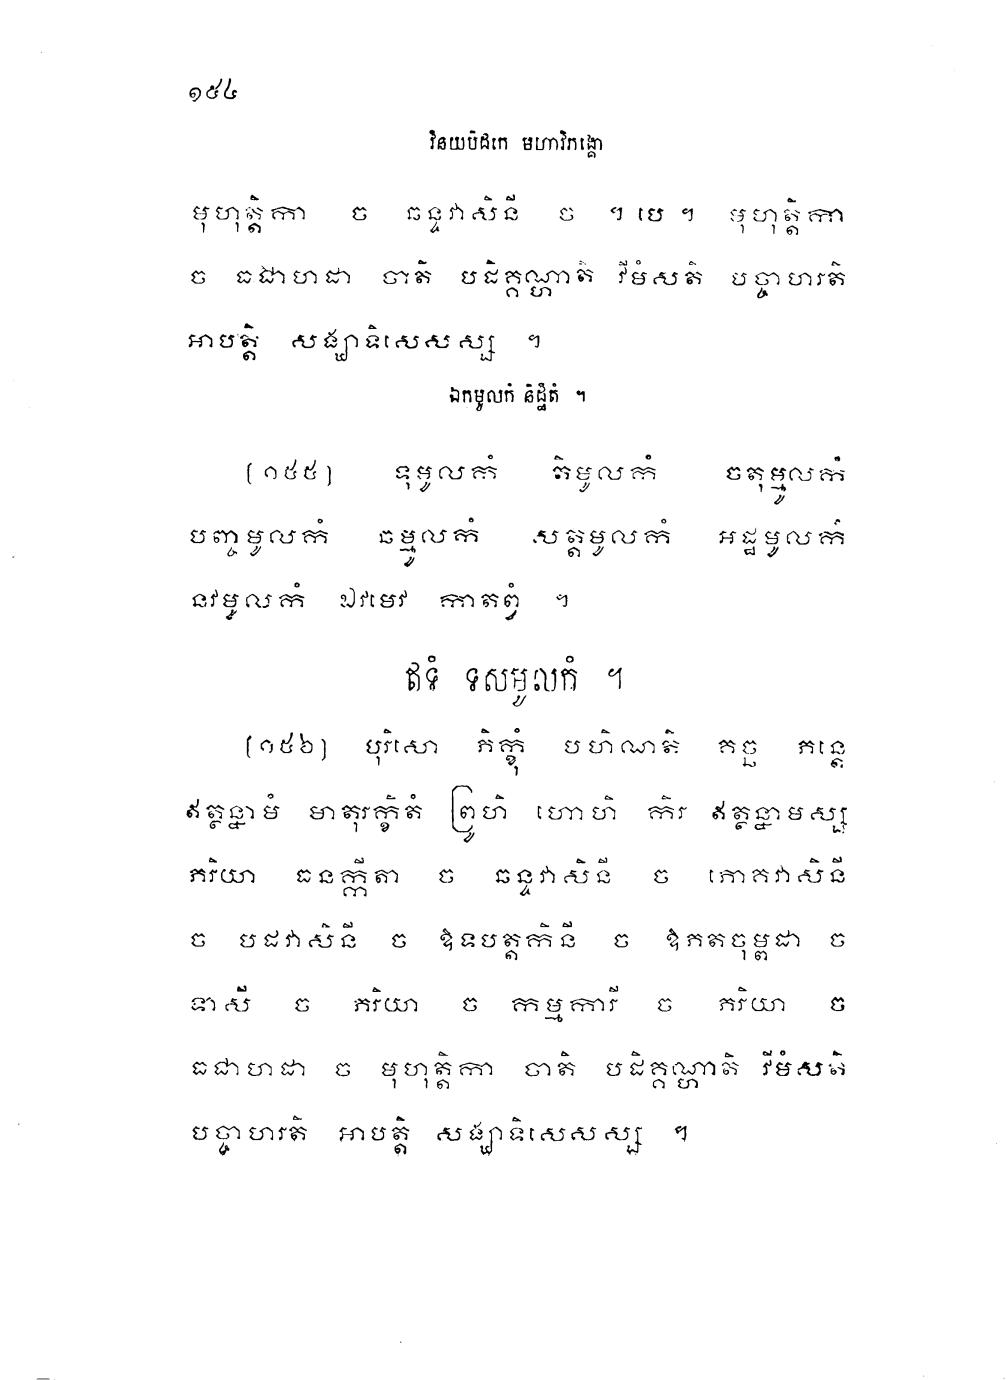 ១៥៤
វិនយបិដកេ មហាវិភង្គោ
មុហុត្តិកា ច ឆន្ទវាសិនី ច ។ បេ ។ មុហុត្តិកា
ច ធជាហដា ចាតិ បដិគ្គណ្ហាតិ វីមំសតិ បច្ចាហរតិ
អាបត្តិ សង្ឃាទិសេសស្ស ។
ឯកមូលកំ និដ្ឋិតំ ។
[១៥៥] ទុមូលកំ តិមូលកំ ចតុម្មូលកំ
បញ្ចមូលកំ ឆម្មូលកំ សត្តមូលកំ អដ្ឋមូលកំ
នវមូលកំ ឯវមេវ កាតព្វំ ។
ឥទំ ទសមូលកំ ។
[១៥៦] បុរិសោ ភិក្ខុំ បហិណតិ គច្ឆ ភន្តេ
ឥត្ថន្នាមំ មាតុរក្ខិតំ ព្រូហិ ហោហិ កិរ ឥត្ថន្នាមស្ស
ភរិយា ធនក្កីតា ច ឆន្ទវាសិនី ច ភោគវាសិនី
ច បដវាសិនី ច ឱទបត្តកិនី ច ឱភតចុម្ពដា ច
ទាសី ច ភរិយា ច កម្មការី ច ភរិយា ច
ធជាហដា ច មុហុត្តិកា ចាតិ បដិគ្គណ្ហាតិ វីមំសតិ
បច្ចាហរតិ អាបត្តិ សង្ឃាទិសេសស្ស ។